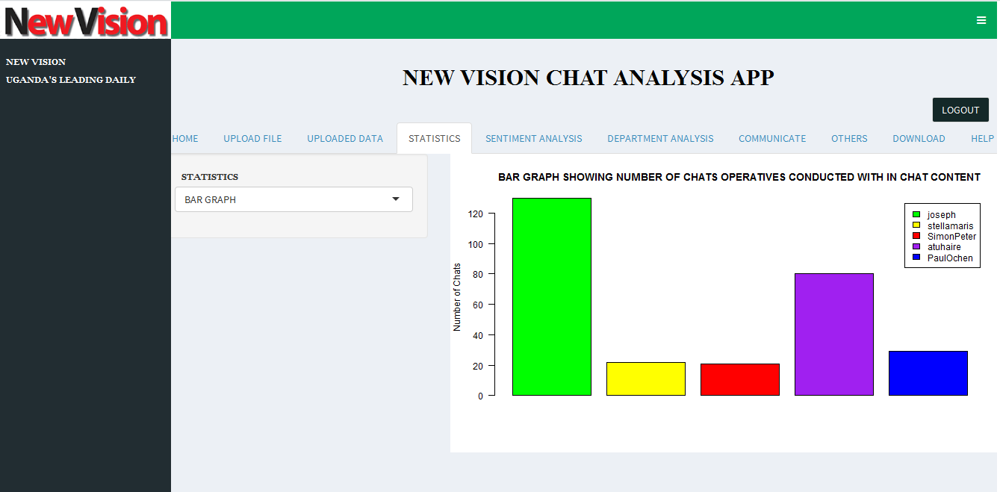 NewVision
NEW VISION
UGANDA'S LEADING DAILY
NEW VISION CHAT ANALYSIS APP
LOGOUT
HOME UPLOAD FILE UPLOADED DATA STATISTICS SENTIMENT ANALYSIS DEPARTMENT ANALYSIS COMMUNICATE OTHERS DOWNLOAD HELP
STATISTICS
BAR GRAPH
BAR GRAPH SHOWING NUMBER OF CHATS OPERATIVES CONDUCTED WITH IN CHAT CONTENT
Number of Chats
120
100
80
60
40
20
0
joseph
stellamaris
SimonPeter
atuhaire
PaulOchen